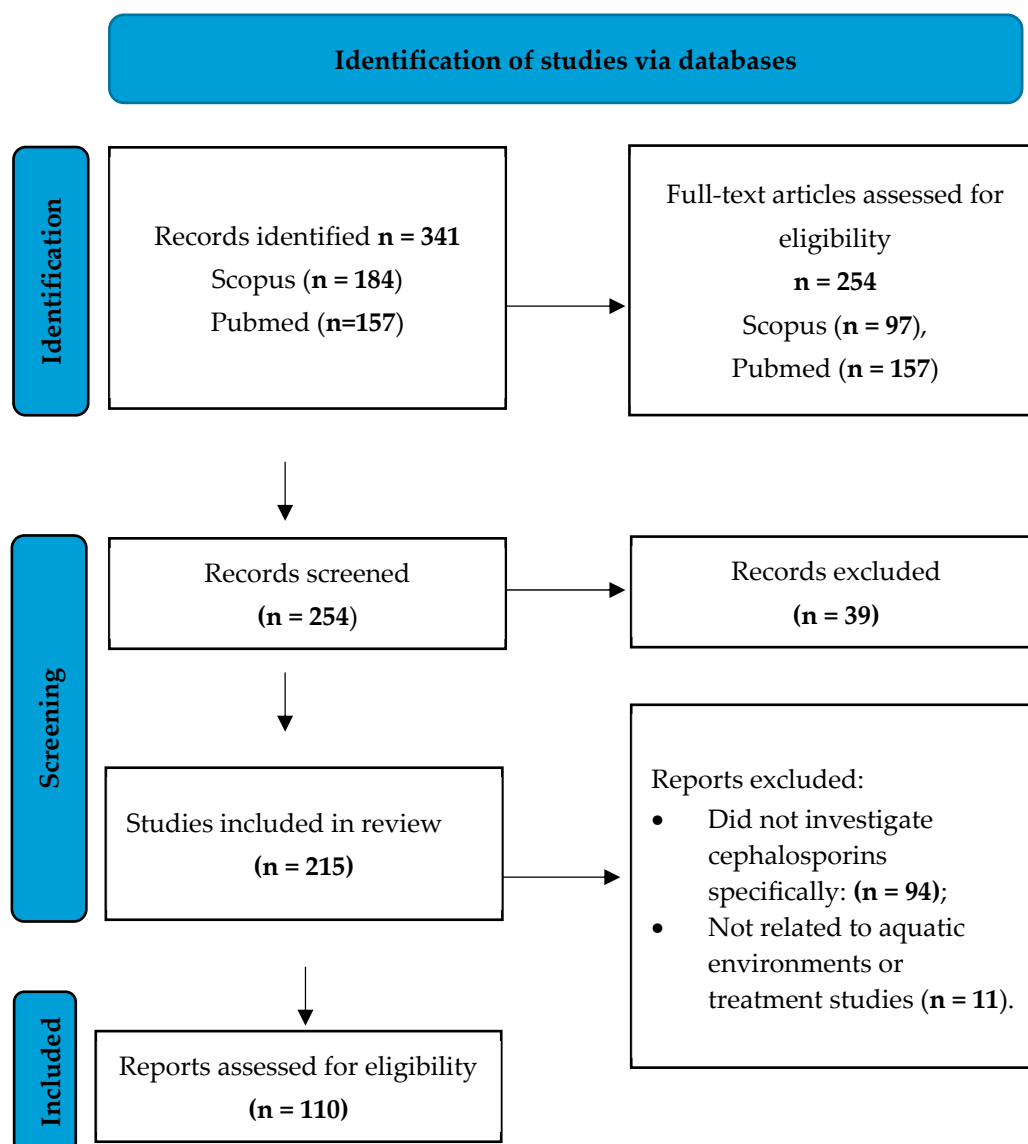 Identification of studies via databases
Identification
Records identified n = 341
Scopus (n = 184)
Pubmed (n=157)
Full-text articles assessed for
eligibility
n = 254
Scopus (n = 97),
Pubmed (n = 157)
Screening
Records screened
(n = 254)
Records excluded
(n = 39)
Studies included in review
(n = 215)
Reports excluded:
• Did not investigate
cephalosporins
specifically: (n = 94);
• Not related to aquatic
environments or
treatment studies (n = 11).
Included
Reports assessed for eligibility
(n = 110)